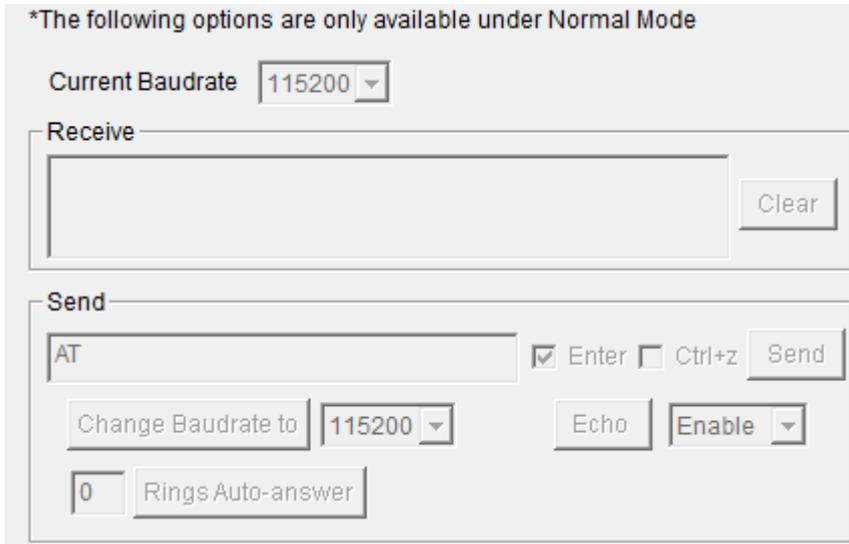 *The following options are only available under Normal Mode
Current Baudrate 115200
Receive
Clear
Send
AT Enter Ctrl+z Send
Change Baudrate to 115200 Echo Enable
0 Rings Auto-answer